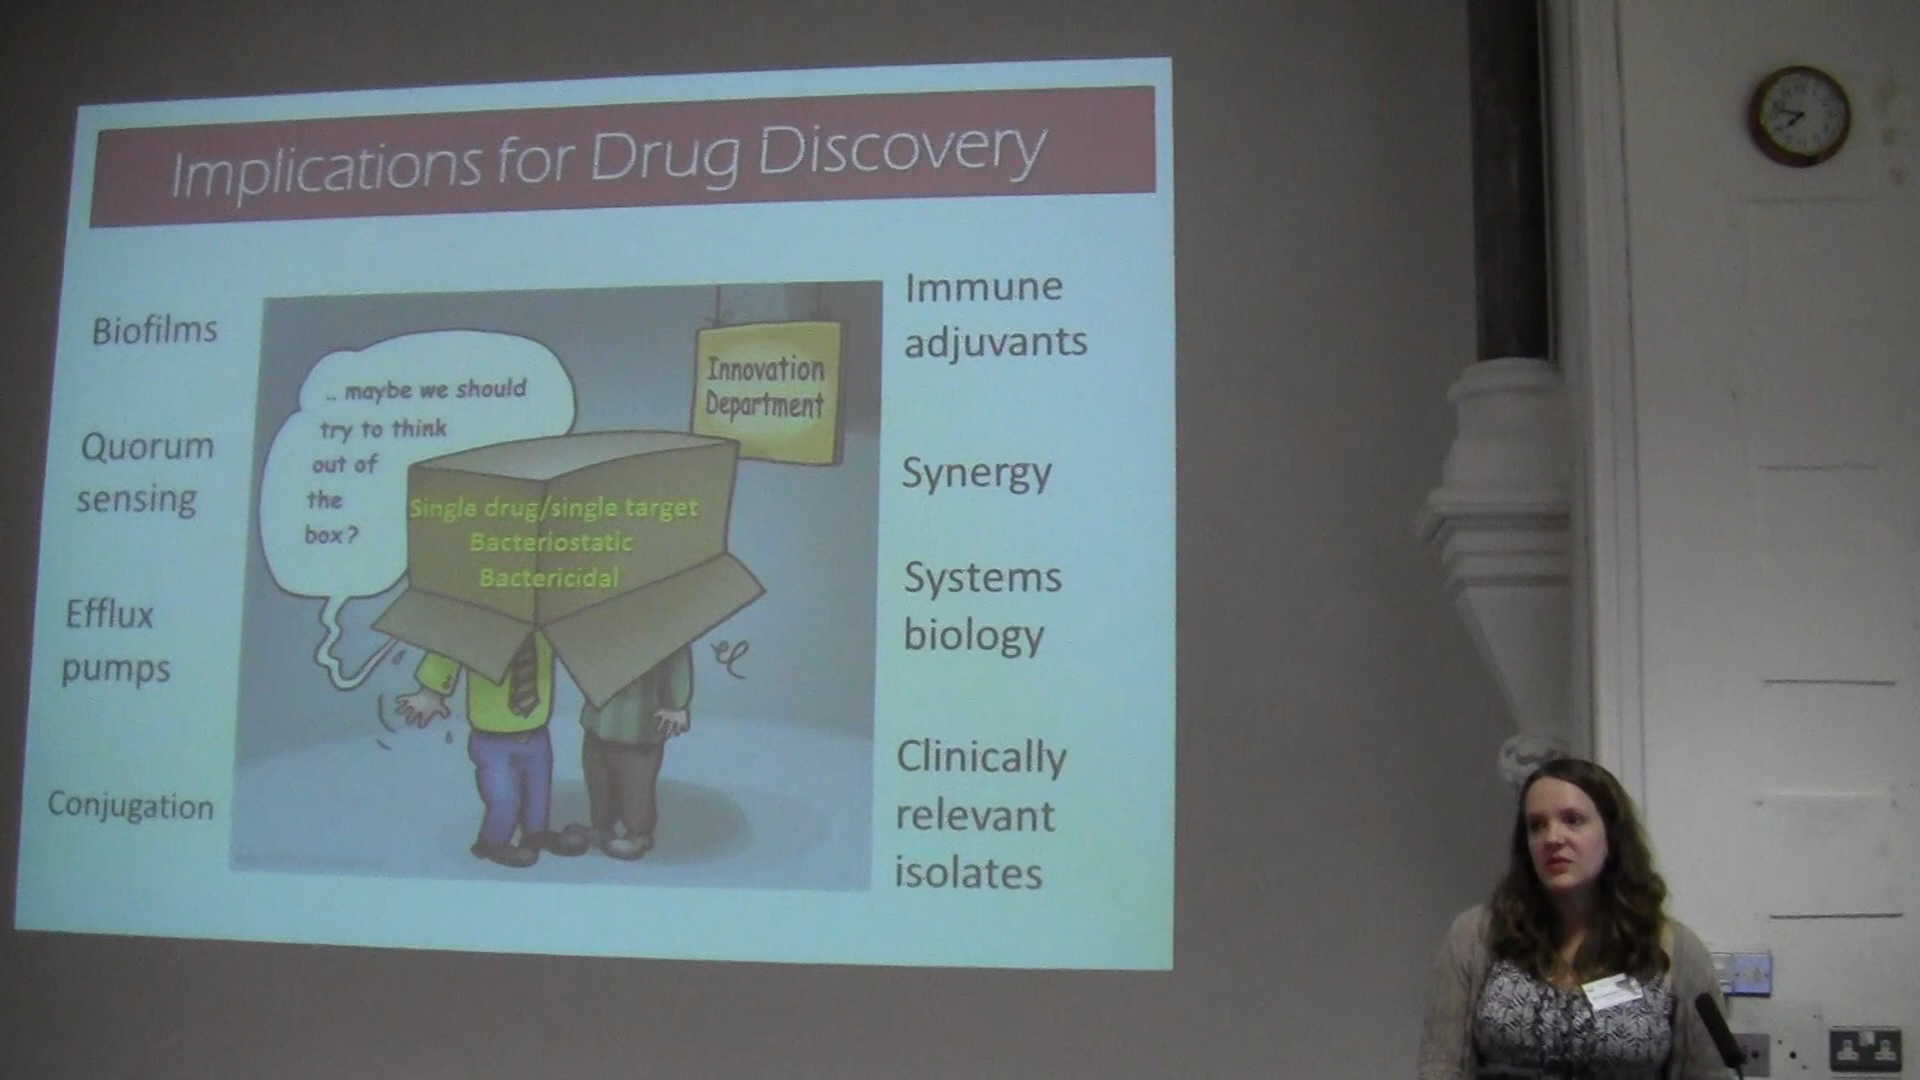 Implications for Drug Discovery
Biofilms
Quorum
sensing
Efflux
pumps
Conjugation
.. maybe we should
try to think
out of
the
box?
Innovation
Department
Single drug/single target
Bacteriostatic
Bactericidal
Immune
adjuvants
Synergy
Systems
biology
Clinically
relevant
isolates